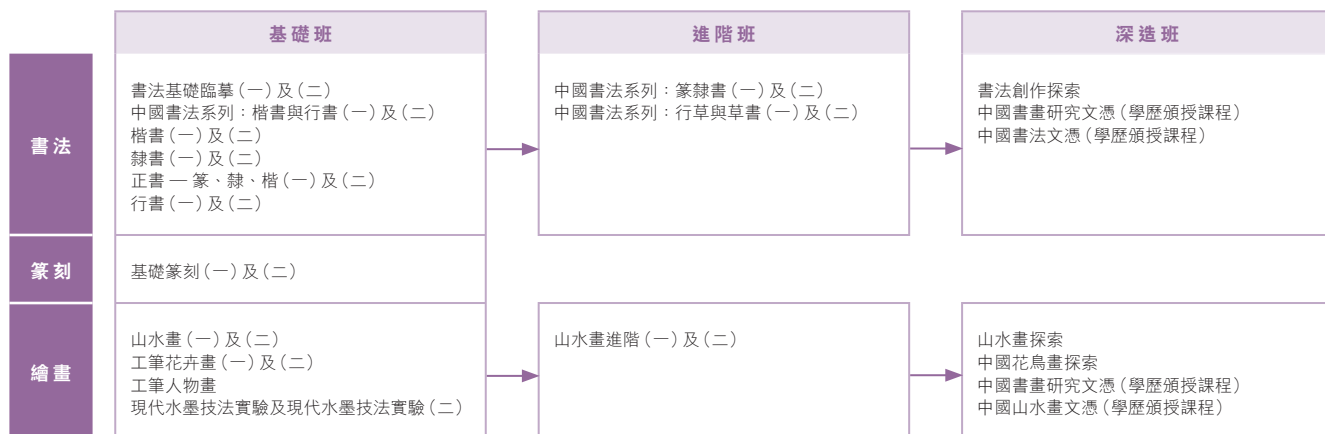 基礎班
進階班
深造班
書法
書法基礎臨摹（一）及（二）
中國書法系列：楷書與行書（一）及（二）
楷書（一）及（二）
隸書（一）及（二）
正書 — 篆、隸、楷（一）及（二）
行書（一）及（二）
中國書法系列：篆隸書（一）及（二）
中國書法系列：行草與草書（一）及（二）
書法創作探索
中國書畫研究文憑（學歷頒授課程）
中國書法文憑（學歷頒授課程）
篆刻
基礎篆刻（一）及（二）
繪畫
山水畫（一）及（二）
工筆花卉畫（一）及（二）
工筆人物畫
現代水墨技法實驗及現代水墨技法實驗（二）
山水畫進階（一）及（二）
山水畫探索
中國花鳥畫探索
中國書畫研究文憑（學歷頒授課程）
中國山水畫文憑（學歷頒授課程）